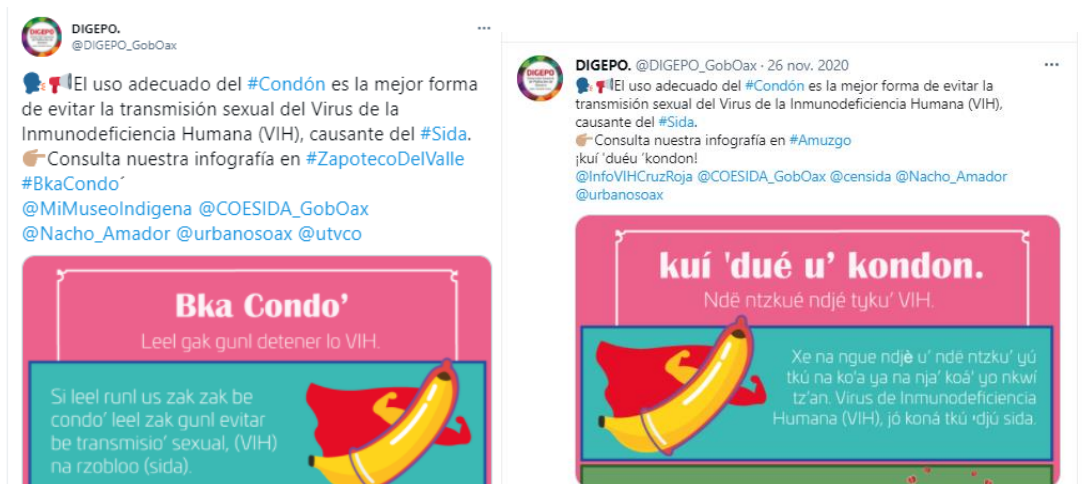 DIGEPO.
@DIGEPO_GobOax
El uso adecuado del #Condón es la mejor forma
de evitar la transmisión sexual del Virus de la
Inmunodeficiencia Humana (VIH), causante del #Sida.
Consulta nuestra infografía en #ZapotecoDelValle
#BkaCondo´
@MiMuseoIndigena @COESIDA_GobOax
@Nacho_Amador @urbanosoax @utvco
Bka Condo’
Leel gak gunl detener lo VIH.
Si leel runl us zak zak be
condo’ leel zak gunl evitar
be transmisio’ sexual, (VIH)
na rzobloo (sida).
DIGEPO. @DIGEPO_GobOax · 26 nov. 2020
El uso adecuado del #Condón es la mejor forma de evitar la
transmisión sexual del Virus de la Inmunodeficiencia Humana (VIH),
causante del #Sida.
Consulta nuestra infografía en #Amuzgo
¡kuí ’duéu ’kondon!
@InfoVIHCruzRoja @COESIDA_GobOax @censida @Nacho_Amador
@urbanosoax
kuí 'dué u’ kondon.
Ndë ntzkué ndjé tyku’ VIH.
Xe na ngue ndjè u’ ndë ntzku’ yú
tkú na ko'a ya na nja’ koá' yo nkwí
tz’an. Virus de Inmunodeficiencia
Humana (VIH), jó koná tkú 'djú sida.
DIGEPO
DIGEPO